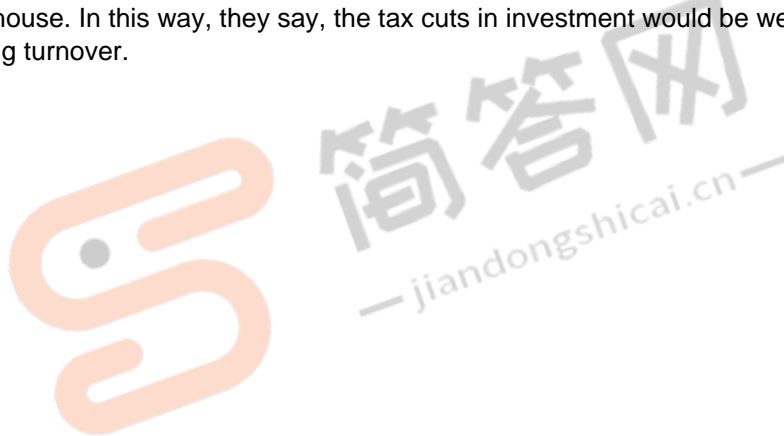 house. In this way, they say, the tax cuts in investment would be we
g turnover.
简答网
jiandongshicai.cn